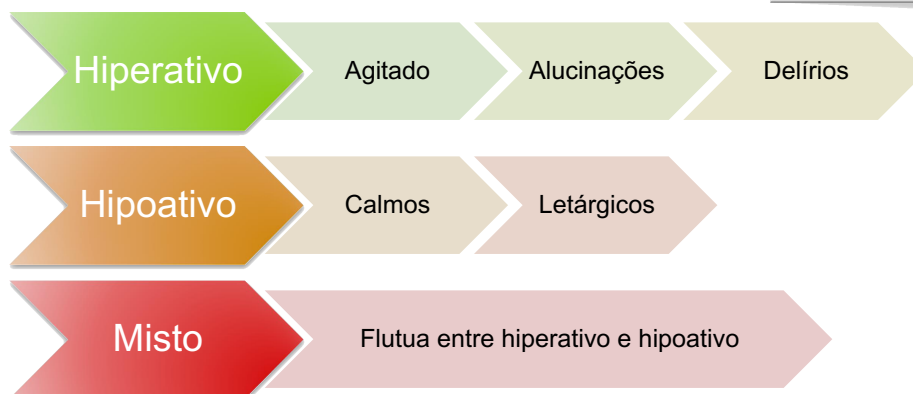 Hiperativo
Agitado
Alucinações
Delírios
Hipoativo
Calmos
Letárgicos
Misto
Flutua entre hiperativo e hipoativo